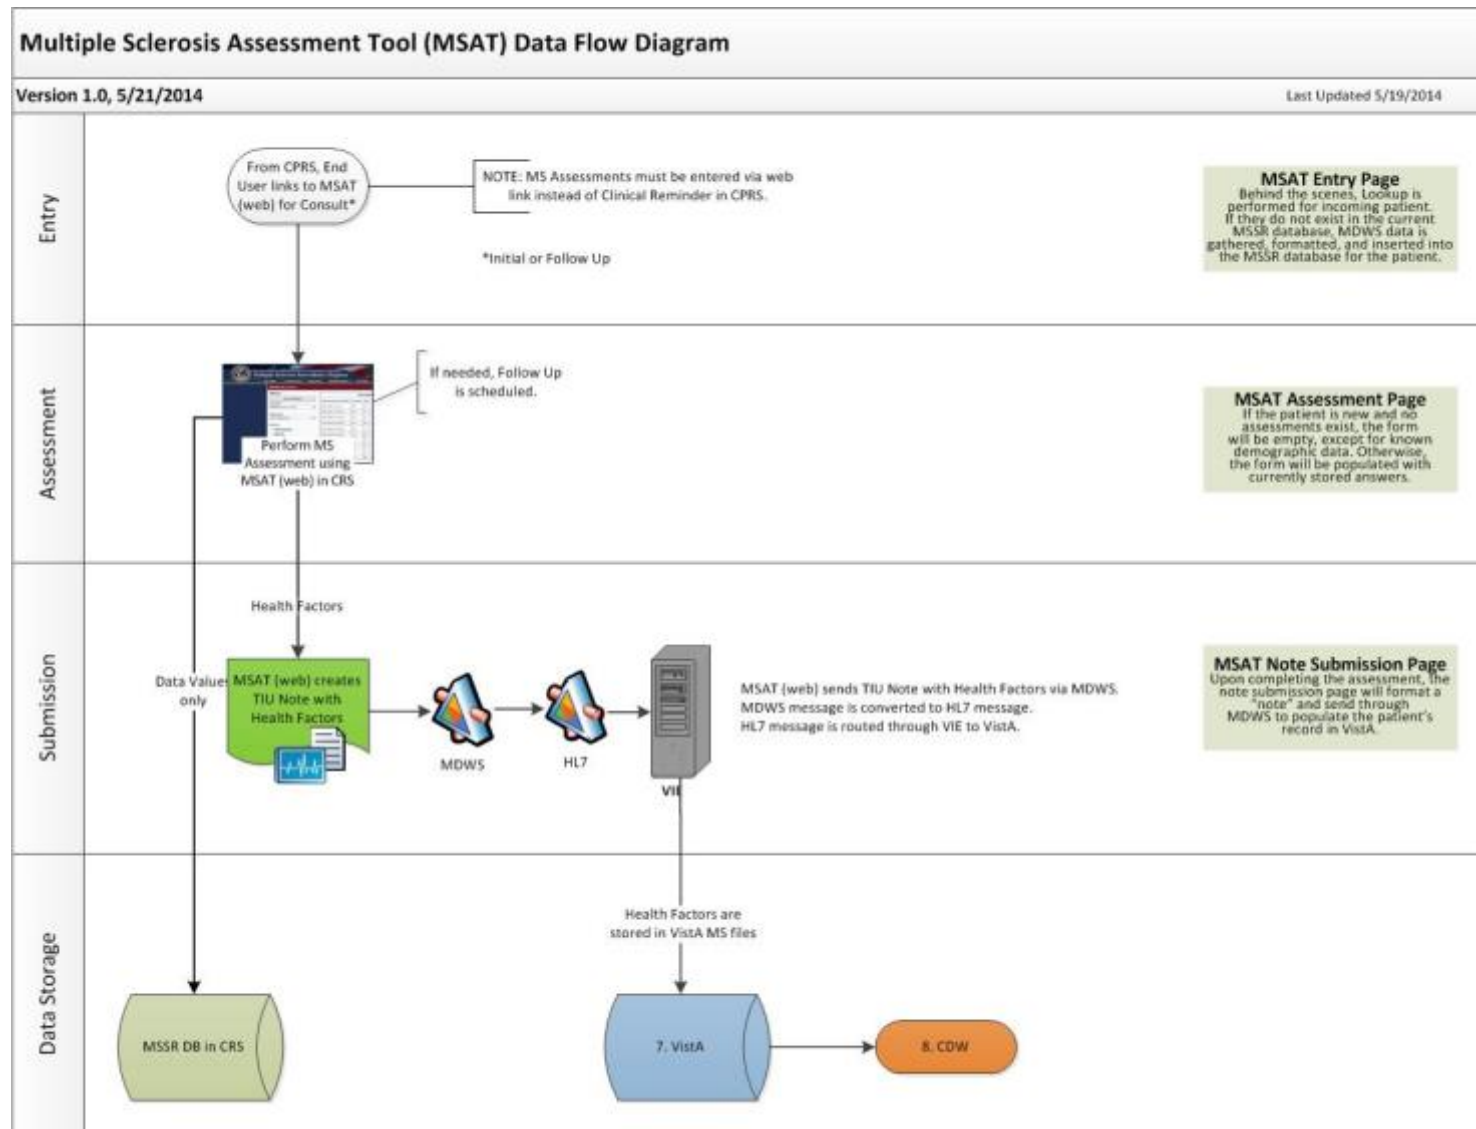 Multiple Sclerosis Assessment Tool (MSAT) Data Flow Diagram
Version 1.0, 5/21/2014
Last Updated 5/19/2014
Entry
From CPRS, End
User links to MSAT
(web) for Consult*
NOTE: MS Assessments must be entered via web
link instead of Clinical Reminder in CPRS.
*Initial or Follow Up
MSAT Entry Page
Behind the scenes, Lookup is
performed for incoming patient.
If they do not exist in the current
MSSR database, MDWS data is
gathered, formatted, and inserted into
the MSSR database for the patient.
Assessment
If needed, Follow Up
is scheduled.
Perform MS
Assessment using
MSAT (web) in CRS
MSAT Assessment Page
If the patient is new and no
assessments exist, the form
will be empty, except for known
demographic data. Otherwise,
the form will be populated with
currently stored answers.
Submission
Health Factors
Data Values
only
MSAT (web) creates
TIU Note with
Health Factors
MDWS
HL7
VIE
MSAT (web) sends TIU Note with Health Factors via MDWS.
MDWS message is converted to HL7 message.
HL7 message is routed through VIE to VistA.
MSAT Note Submission Page
Upon completing the assessment, the
note submission page will format a
"note" and send through
MDWS to populate the patient's
record in VistA.
Data Storage
Health Factors are
stored in VistA MS files
MSSR DB in CRS
7. VistA
8. CDW